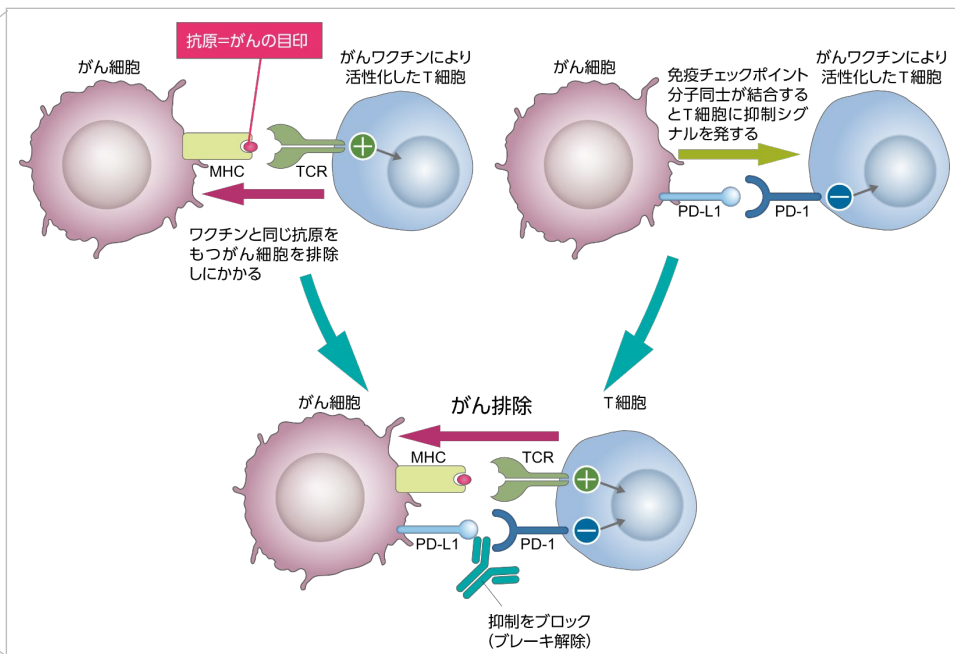 抗原=がんの目印
がん細胞
がんワクチンにより
活性化したT細胞
MHC
TCR
ワクチンと同じ抗原を
もつがん細胞を排除
しにかかる
がん細胞
免疫チェックポイント
分子同士が結合する
とT細胞に抑制シグ
ナルを発する
がんワクチンにより
活性化したT細胞
PD-L1
PD-1
がん細胞
がん排除
T細胞
MHC
TCR
PD-L1
PD-1
抑制をブロック
(ブレーキ解除)